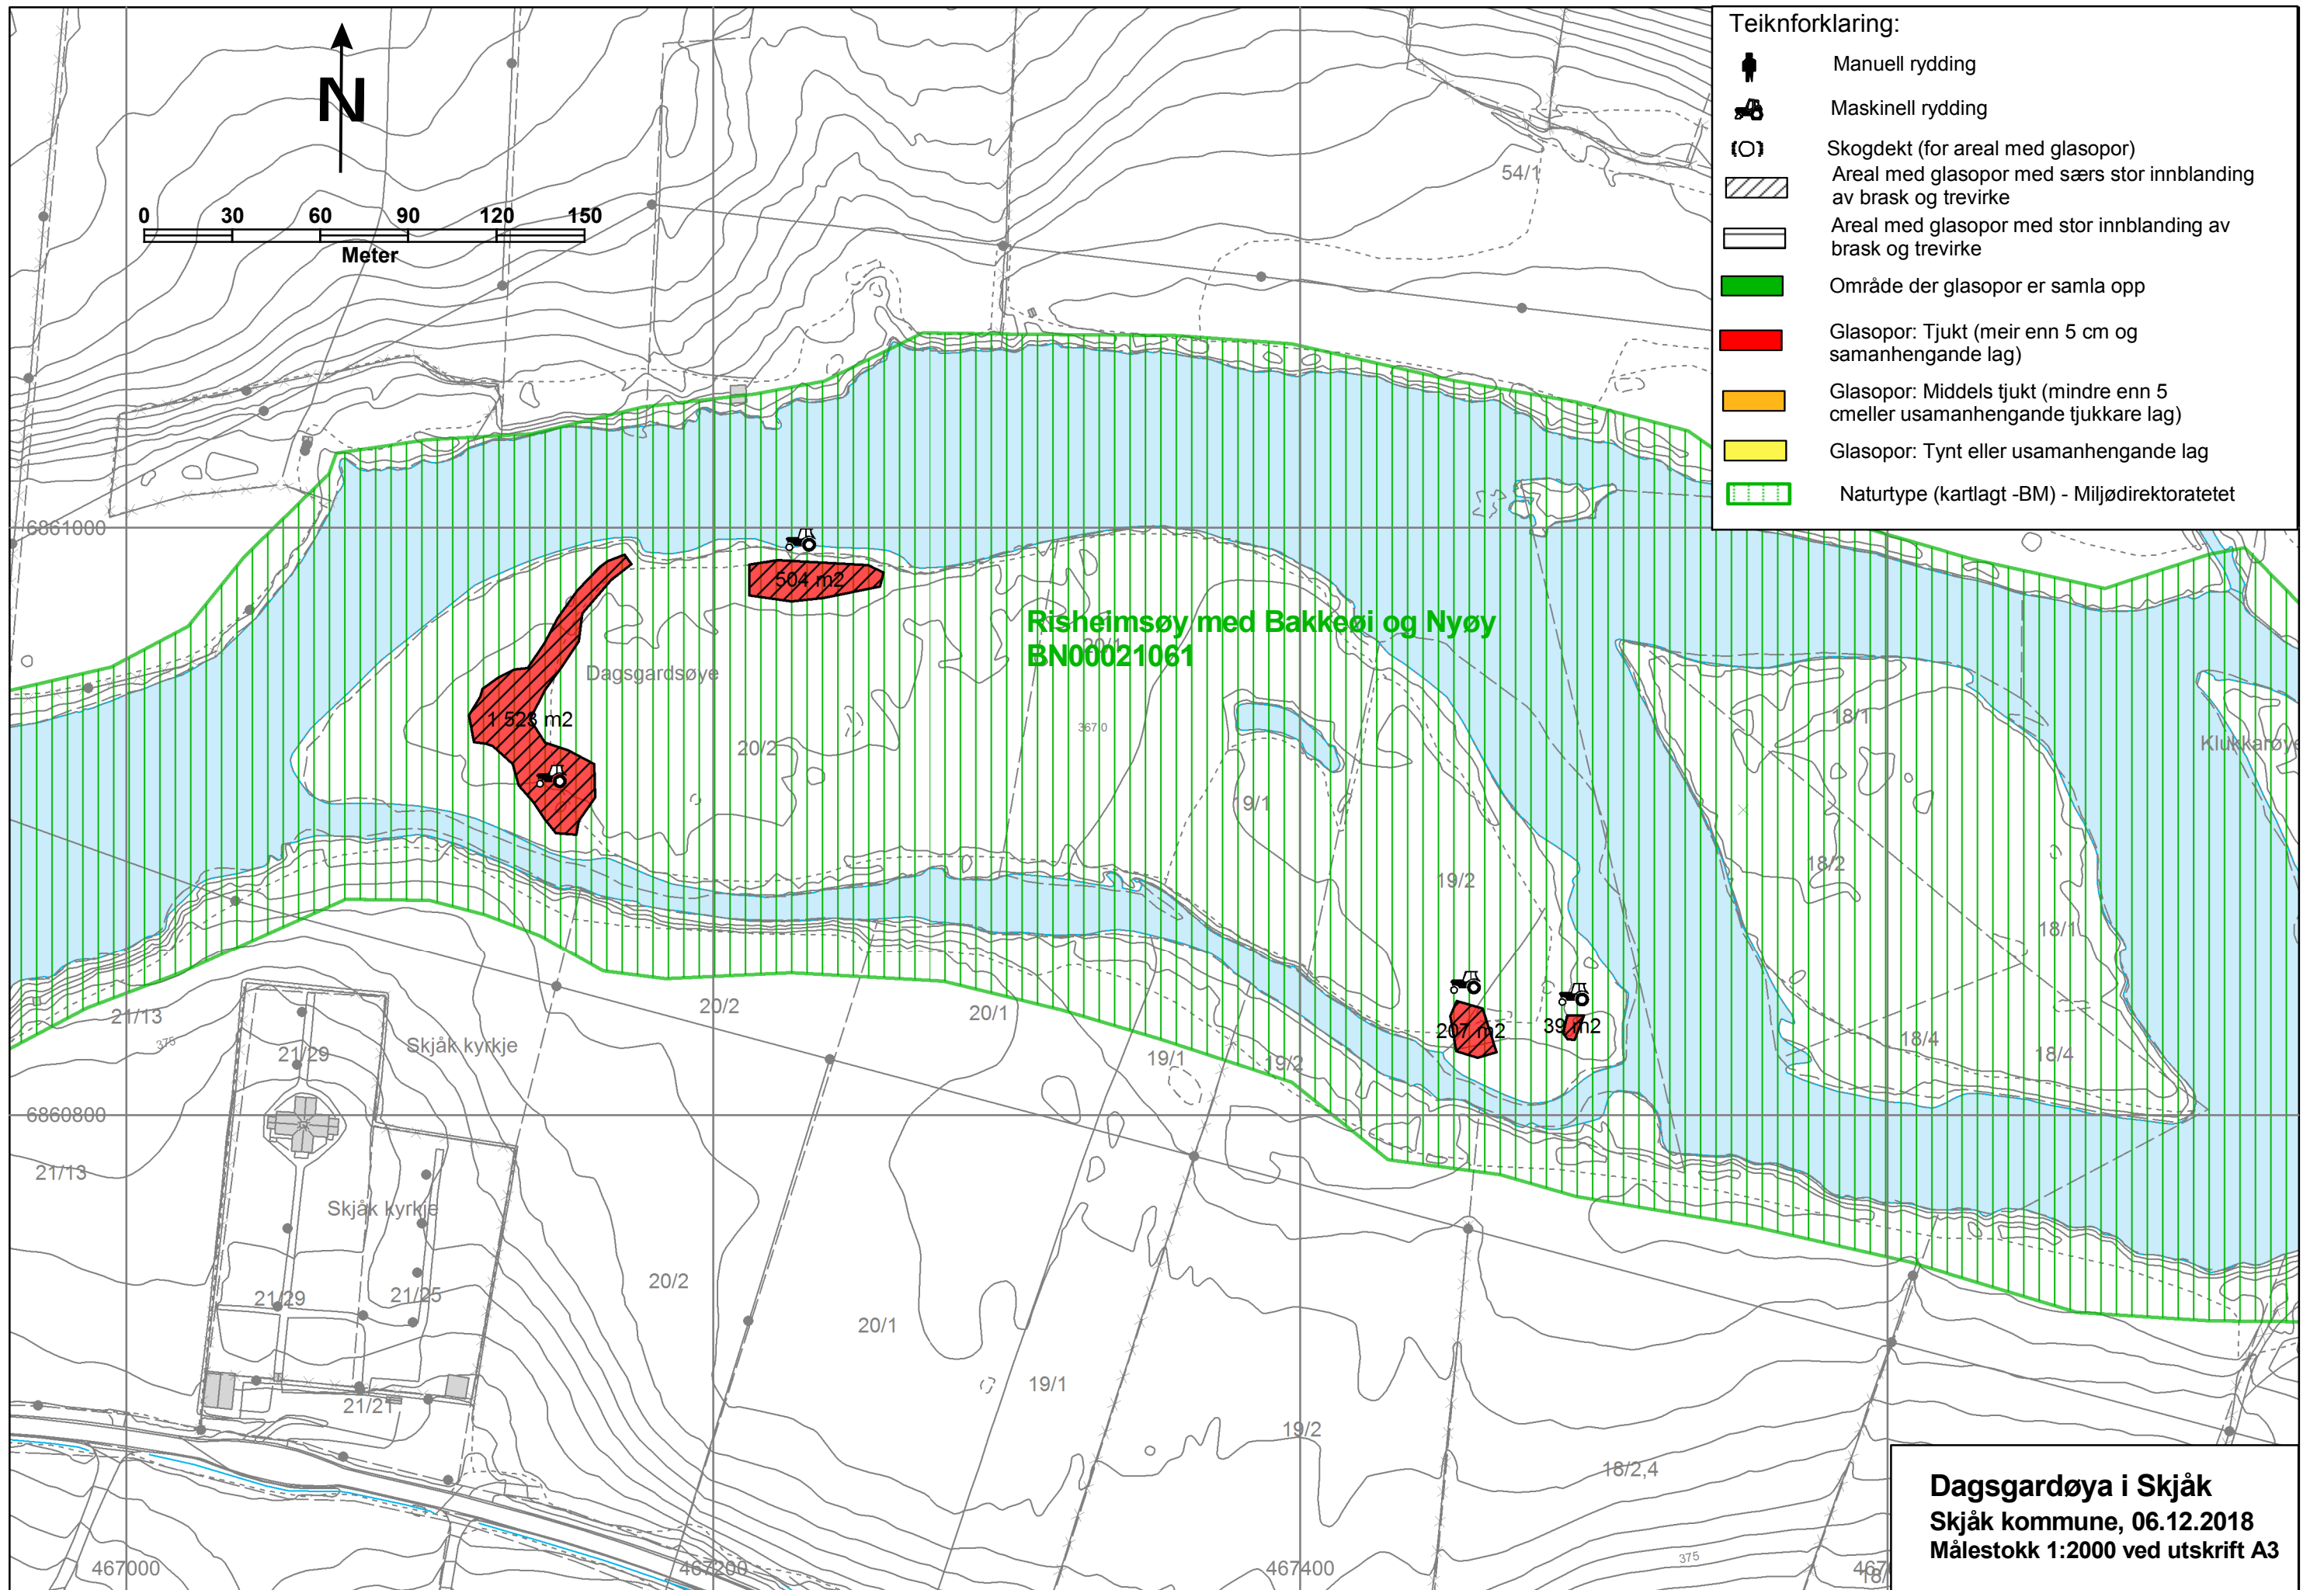 Teiknforklaring:
Manuell rydding
Maskinell rydding
Skogdekt (for areal med glasopor)
Areal med glasopor med særs stor innblanding
av brask og trevirke
Areal med glasopor med stor innblanding av
brask og trevirke
Område der glasopor er samla opp
Glasopor: Tjukt (meir enn 5 cm og
samanhengande lag)
Glasopor: Middels tjukt (mindre enn 5
cmeller usamanhengande tjukkare lag)
Glasopor: Tynt eller usamanhengande lag
Naturtype (kartlagt -BM) - Miljødirektoratetet
N
0 30 60 90 120 150
Meter
54/1
6861000
504 m2
Risheimsøy med Bakkeøi og Nyøy
20/1
BN00021061
Dagsgardsøye
1 523 m2
20/2
367.0
18/1
Klukkarøye
19/1
18/2
19/2
18/1
21/13
375
21/29
Skjåk kyrkje
20/2
20/1
19/1
19/2
207 m2
39 m2
18/4
18/4
6860800
21/13
Skjåk kyrkje
21/29
21/25
20/2
20/1
19/1
21/21
19/2
18/2,4
375
467000
467200
467400
Dagsgardøya i Skjåk
Skjåk kommune, 06.12.2018
Målestokk 1:2000 ved utskrift A3